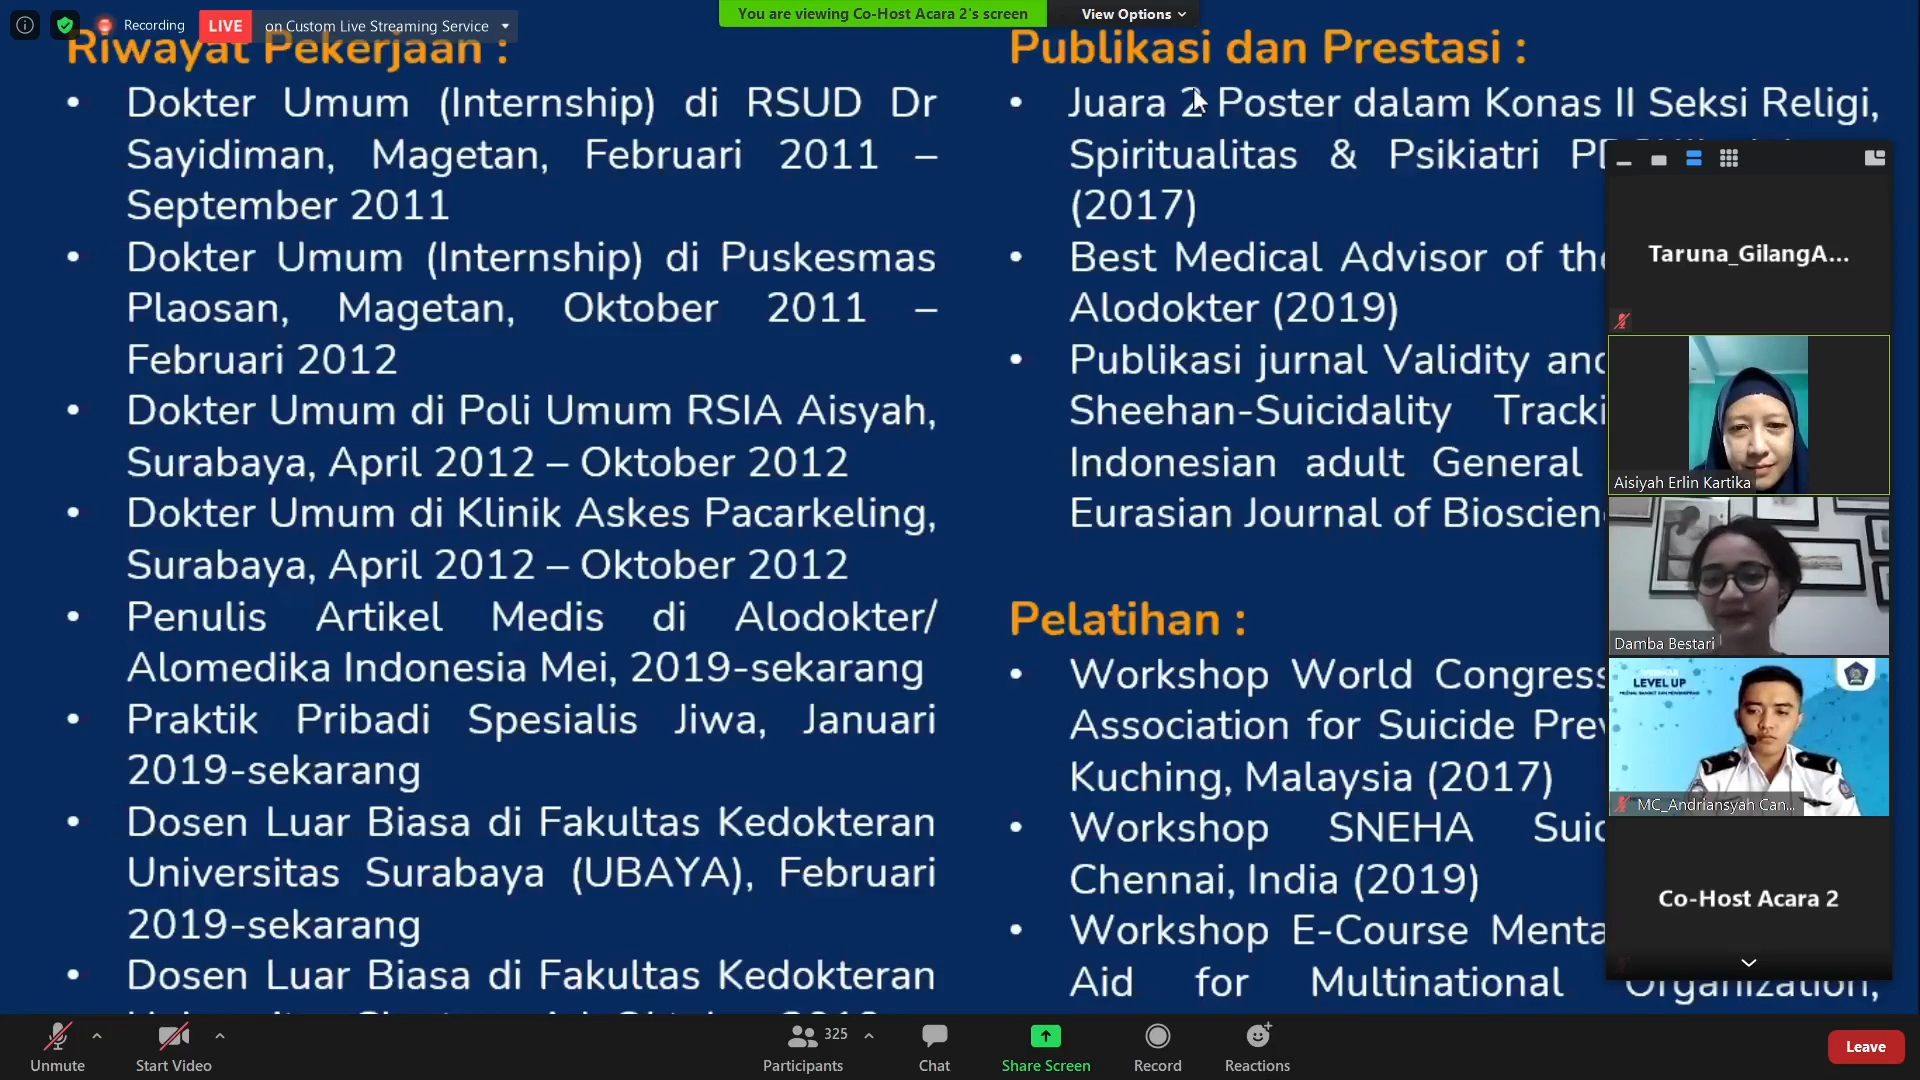 Recording
LIVE
on Custom Live Streaming Service
You are viewing Co-Host Acara 2's screen
View Options
Riwayat Pekerjaan :
• Dokter Umum (Internship) di RSUD Dr
Sayidiman, Magetan, Februari 2011 –
September 2011
• Dokter Umum (Internship) di Puskesmas
Plaosan, Magetan, Oktober 2011 –
Februari 2012
• Dokter Umum di Poli Umum RSIA Aisyah,
Surabaya, April 2012 – Oktober 2012
• Dokter Umum di Klinik Askes Pacarkeling,
Surabaya, April 2012 – Oktober 2012
• Penulis Artikel Medis di Alodokter/
Alomedika Indonesia Mei, 2019-sekarang
• Praktik Pribadi Spesialis Jiwa, Januari
2019-sekarang
• Dosen Luar Biasa di Fakultas Kedokteran
Universitas Surabaya (UBAYA), Februari
2019-sekarang
• Dosen Luar Biasa di Fakultas Kedokteran
Publikasi dan Prestasi :
• Juara 2 Poster dalam Konas II Seksi Religi,
Spiritualitas & Psikiatri
(2017)
• Best Medical Advisor of the
Alodokter (2019)
• Publikasi jurnal Validity and
Sheehan-Suicidality
Indonesian adult General
Eurasian Journal of
Pelatihan :
• Workshop World Congress
Association for Suicide
Kuching, Malaysia (2017)
• Workshop SNEHA
Chennai, India (2019)
• Workshop E-Course
Aid for Multinational Organization,
Taruna_GilangA...
Aisiyah Erlin Kartika
Damba Bestari
LEVEL UP
MC_Andriansyah Can...
Co-Host Acara 2
Unmute
Start Video
325
Participants
Chat
Share Screen
Record
Reactions
Leave